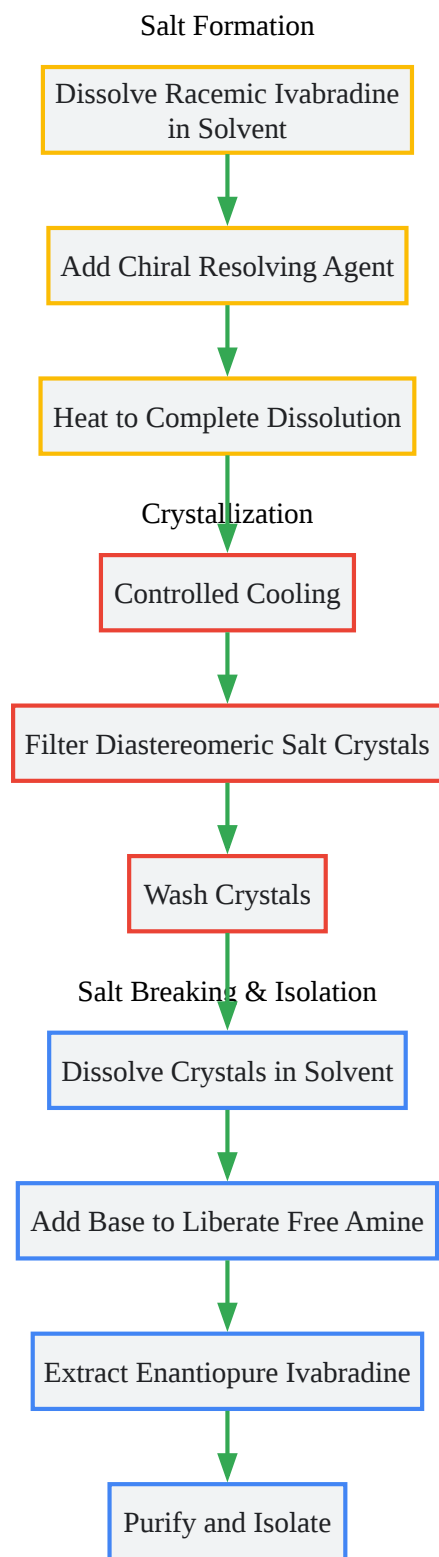 Salt Formation
Dissolve Racemic Ivabradine
in Solvent
Add Chiral Resolving Agent
Heat to Complete Dissolution
Crystallization
Controlled Cooling
Filter Diastereomeric Salt Crystals
Wash Crystals
Salt Breaking & Isolation
Dissolve Crystals in Solvent
Add Base to Liberate Free Amine
Extract Enantiopure Ivabradine
Purify and Isolate